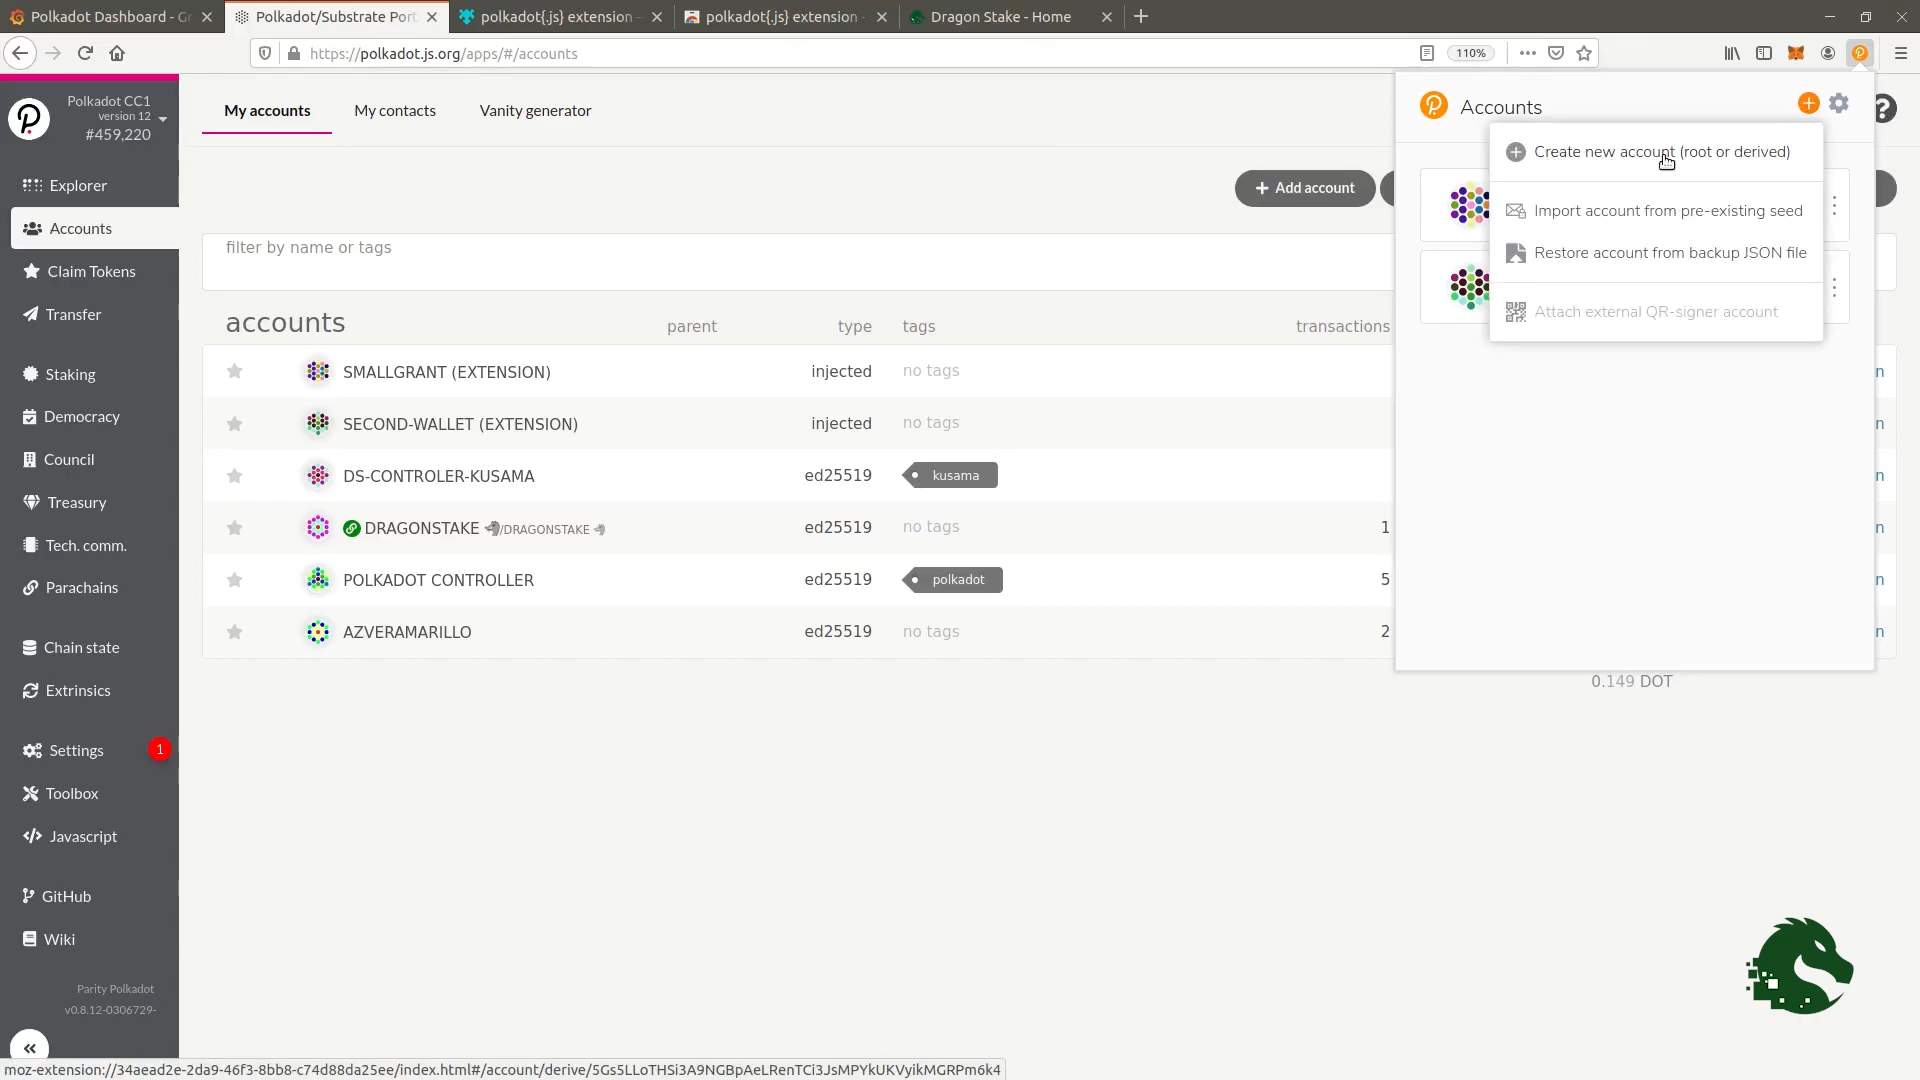 Polkadot Dashboard - Gr
Polkadot/Substrate Port
polkadot{.js} extension -
polkadot{.js} extension -
Dragon Stake - Home
https://polkadot.js.org/apps/#/accounts
110%
Polkadot CC1
version 12
#459,220
Explorer
Accounts
Claim Tokens
Transfer
Staking
Democracy
Council
Treasury
Tech. comm.
Parachains
Chain state
Extrinsics
Settings
1
Toolbox
Javascript
GitHub
Wiki
Parity Polkadot
v0.8.12-0306729-
My accounts
My contacts
Vanity generator
Add account
filter by name or tags
accounts
parent
type
tags
transactions
SMALLGRANT (EXTENSION)
injected
no tags
n
SECOND-WALLET (EXTENSION)
injected
no tags
n
DS-CONTROLER-KUSAMA
ed25519
kusama
n
DRAGONSTAKE /DRAGONSTAKE
ed25519
no tags
1
n
POLKADOT CONTROLLER
ed25519
polkadot
5
n
AZVERAMARILLO
ed25519
no tags
2
n
0.149 DOT
Accounts
?
Create new account (root or derived)
Import account from pre-existing seed
Restore account from backup JSON file
Attach external QR-signer account
moz-extension://34aead2e-2da9-46f3-8bb8-c74d88da25ee/index.html#/account/derive/5Gs5LLoTHSi3A9NGBpAeLRenTCi3JsMPYkUKVyikMGRPm6k4